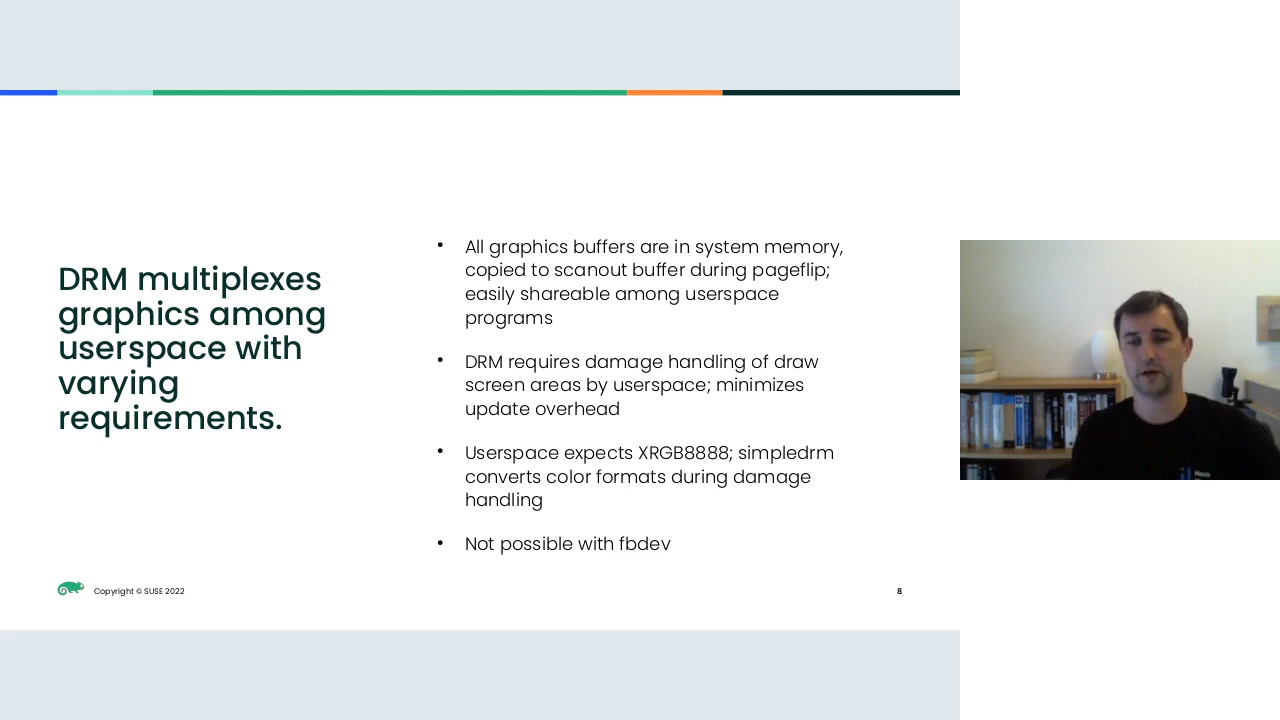 DRM multiplexes
graphics among
userspace with
varying
requirements.
• All graphics buffers are in system memory,
copied to scanout buffer during pageflip;
easily shareable among userspace
programs
• DRM requires damage handling of draw
screen areas by userspace; minimizes
update overhead
• Userspace expects XRGB8888; simpledrm
converts color formats during damage
handling
• Not possible with fbdev
Copyright © SUSE 2022
8